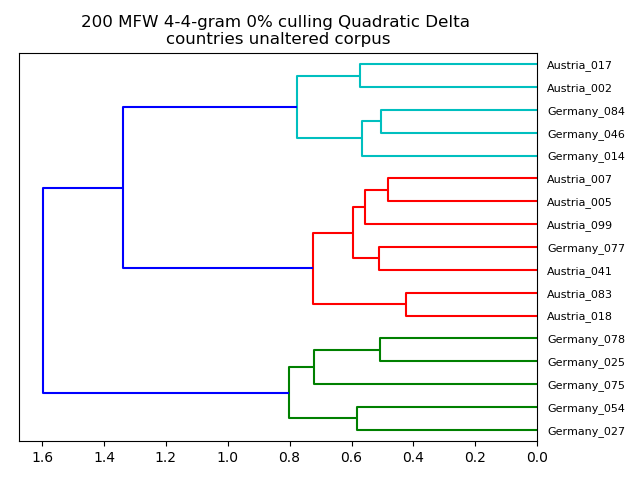 200 MFW 4-4-gram 0% culling Quadratic Delta
countries unaltered corpus
Austria_017
Austria_002
Germany_084
Germany_046
Germany_014
Austria_007
Austria_005
Austria_099
Germany_077
Austria_041
Austria_083
Austria_018
Germany_078
Germany_025
Germany_075
Germany_054
Germany_027
1.6 1.4 1.2 1.0 0.8 0.6 0.4 0.2 0.0